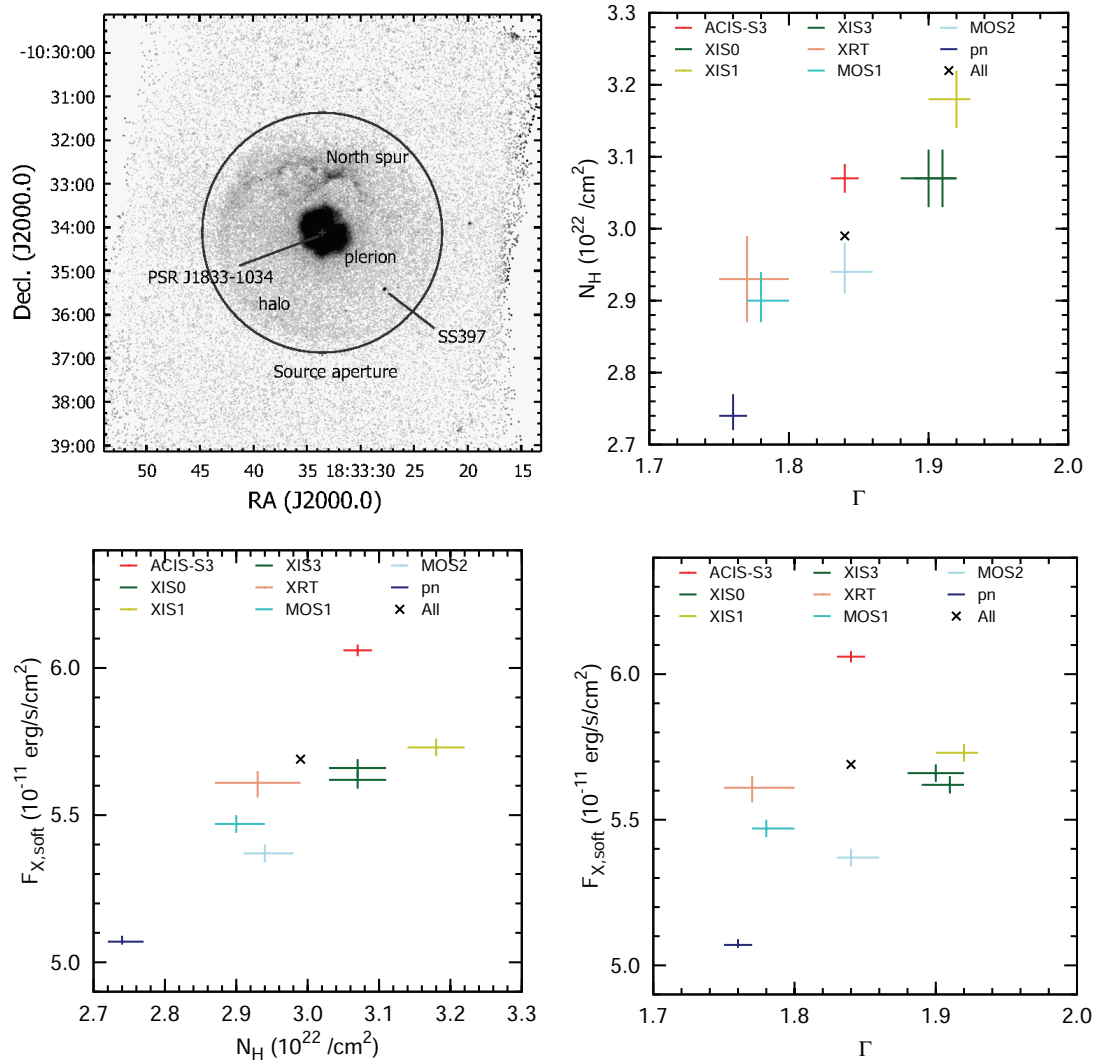 -10:30:00
31:00
32:00
33:00
34:00
35:00
36:00
37:00
38:00
39:00
Decl. (J2000.0)
North spur
plerion
PSR J1833-1034
halo
SS397
Source aperture
50 45 40 35 18:33:30 25 20 15
RA (J2000.0)
3.3
3.2
3.1
3.0
2.9
2.8
2.7
N_H (10^22 /cm^2)
ACIS-S3 XIS3 MOS2
XIS0 XRT pn
XIS1 MOS1 All
1.7 1.8 1.9 2.0
Γ
6.0
5.5
5.0
F_X,soft (10^-11 erg/s/cm^2)
ACIS-S3 XIS3 MOS2
XIS0 XRT pn
XIS1 MOS1 All
2.7 2.8 2.9 3.0 3.1 3.2 3.3
N_H (10^22 /cm^2)
6.0
5.5
5.0
F_X,soft (10^-11 erg/s/cm^2)
ACIS-S3 XIS3 MOS2
XIS0 XRT pn
XIS1 MOS1 All
1.7 1.8 1.9 2.0
Γ